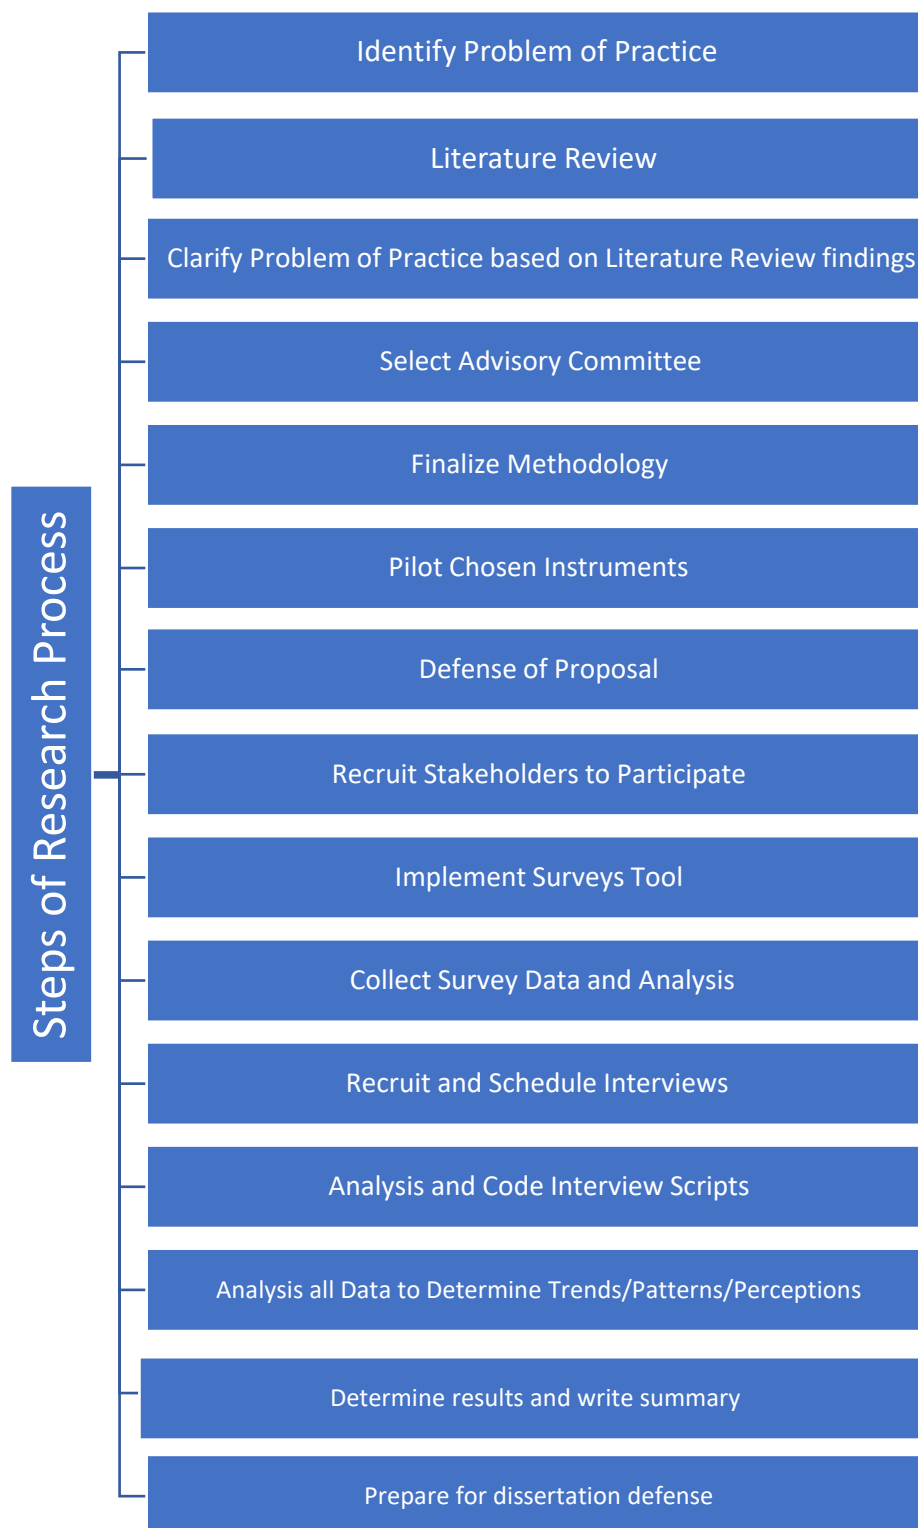 Steps of Research Process
Identify Problem of Practice
Literature Review
Clarify Problem of Practice based on Literature Review findings
Select Advisory Committee
Finalize Methodology
Pilot Chosen Instruments
Defense of Proposal
Recruit Stakeholders to Participate
Implement Surveys Tool
Collect Survey Data and Analysis
Recruit and Schedule Interviews
Analysis and Code Interview Scripts
Analysis all Data to Determine Trends/Patterns/Perceptions
Determine results and write summary
Prepare for dissertation defense